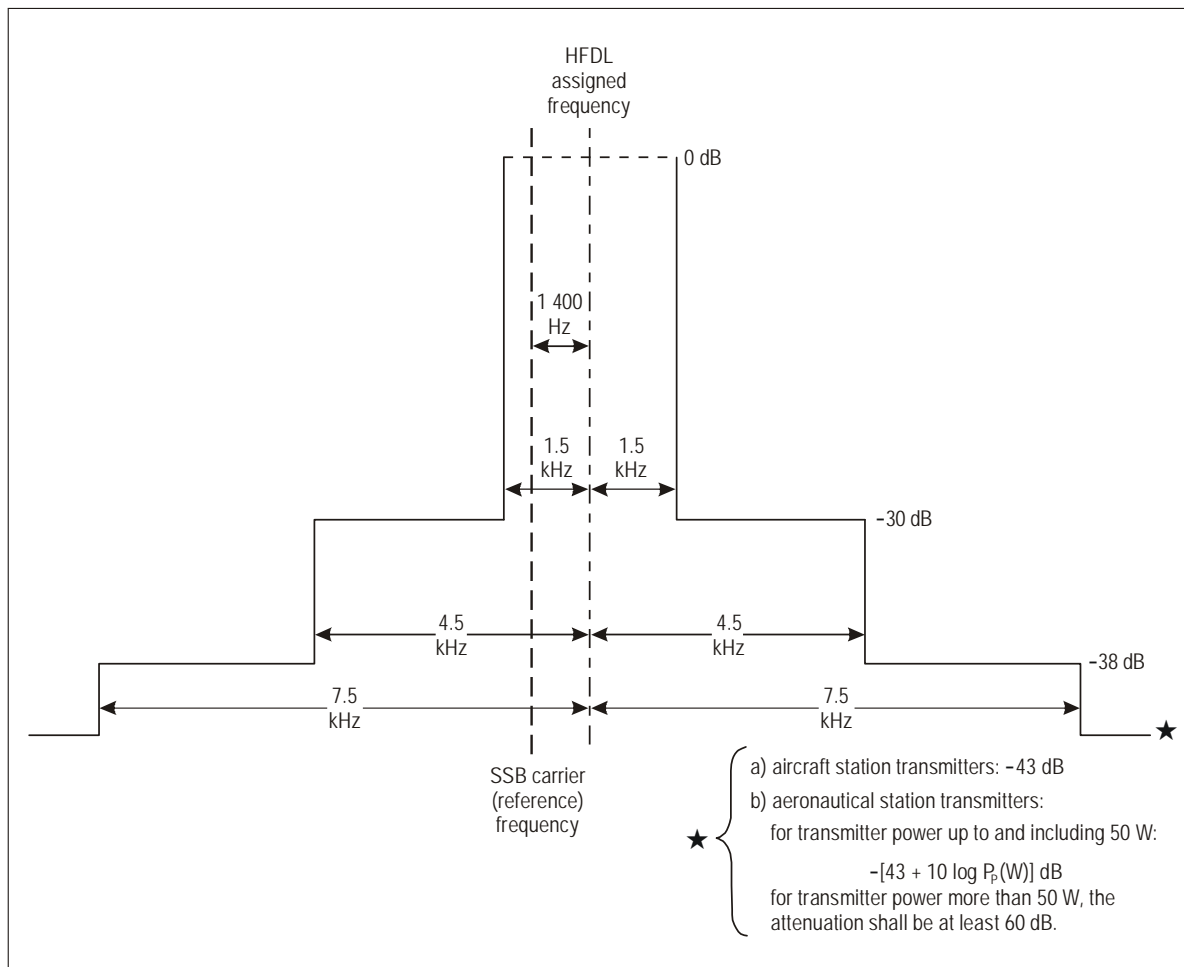 HFDL
assigned
frequency
0 dB
1 400
Hz
1.5
kHz
1.5
kHz
-30 dB
4.5
kHz
4.5
kHz
-38 dB
7.5
kHz
7.5
kHz
★
SSB carrier
(reference)
frequency
★
a) aircraft station transmitters: -43 dB
b) aeronautical station transmitters:
for transmitter power up to and including 50 W:
-[43 + 10 log Pₚ(W)] dB
for transmitter power more than 50 W, the
attenuation shall be at least 60 dB.